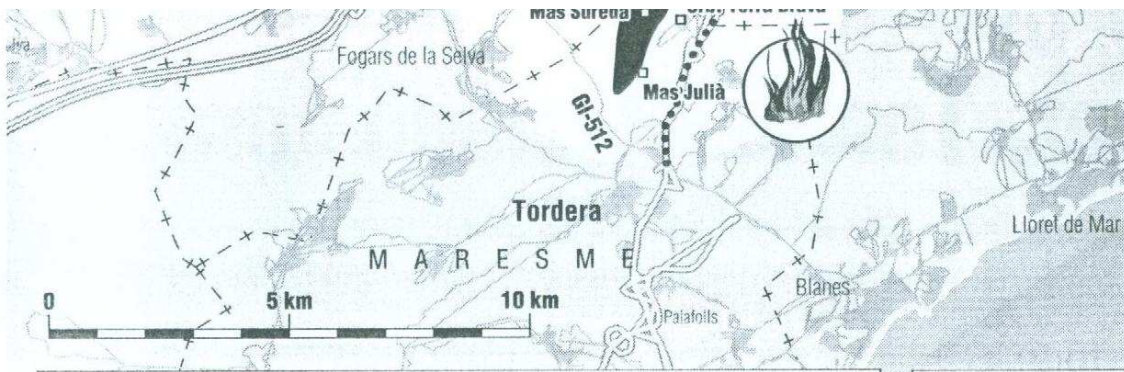 Mas Sureda
Fogars de la Selva
Mas Julià
GI-512
Tordera
Lloret de Mar
MARESME
Blanes
0 5 km 10 km
Palafolls